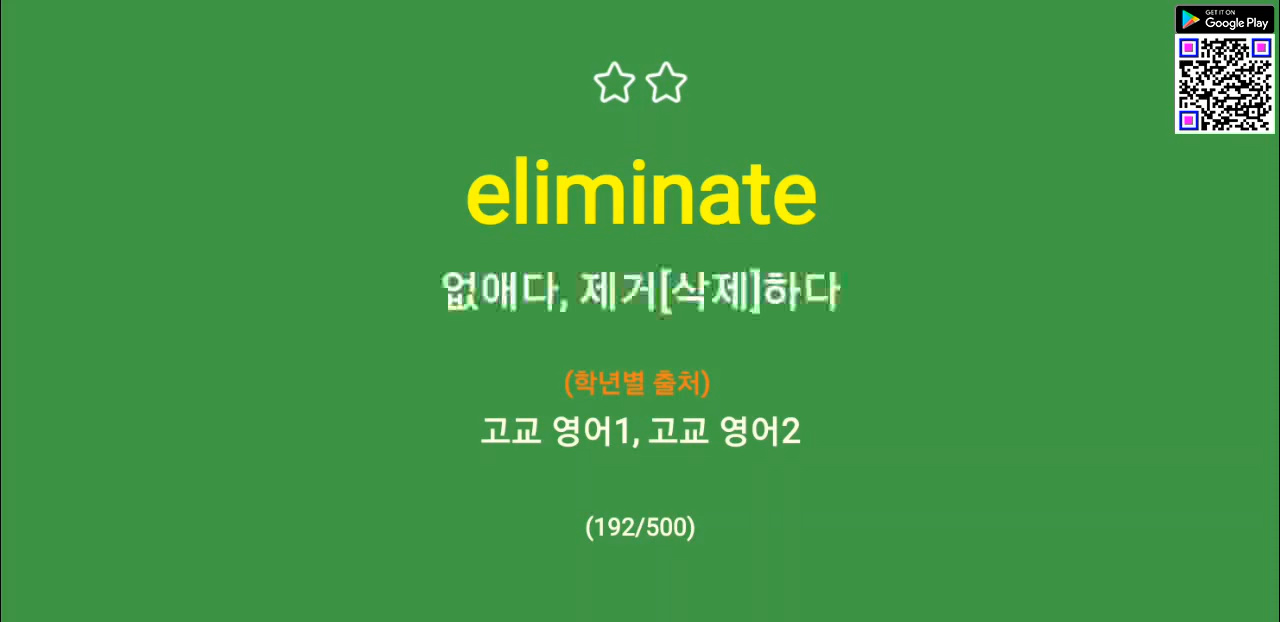 GET IT ON
Google Play
eliminate
없애다, 제거[삭제]하다
(학년별 출처)
고교 영어1, 고교 영어2
(192/500)